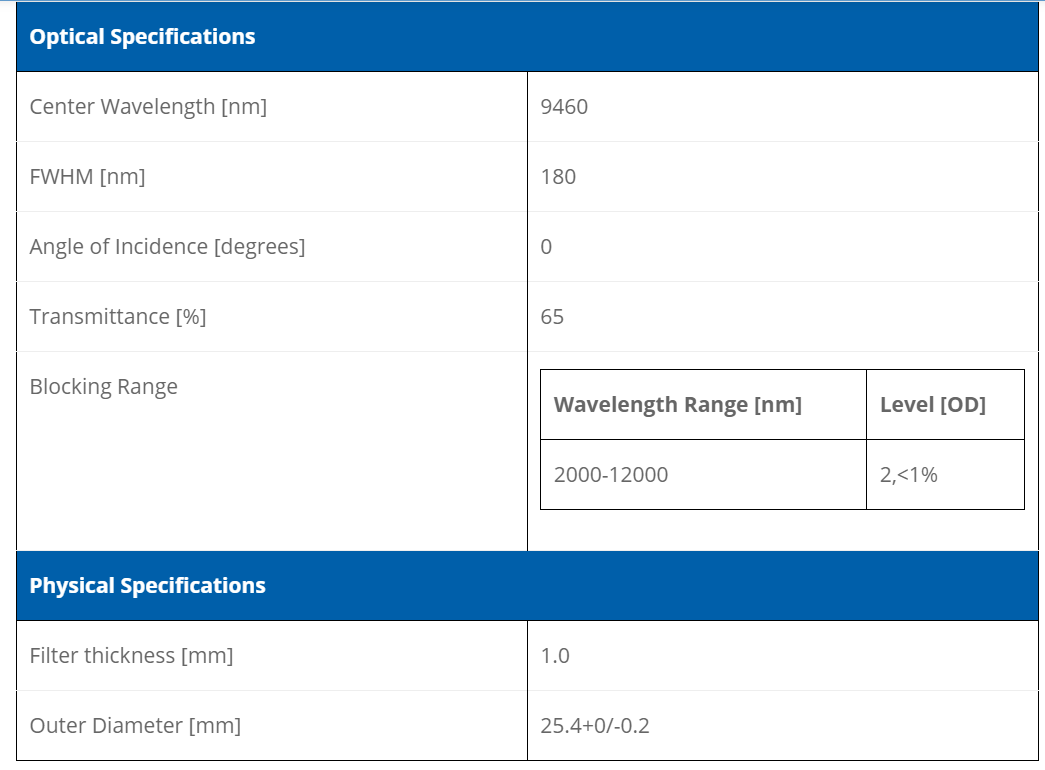 Optical Specifications
Center Wavelength [nm] 9460
FWHM [nm] 180
Angle of Incidence [degrees] 0
Transmittance [%] 65
Blocking Range
Wavelength Range [nm] Level [OD]
2000-12000 2,<1%
Physical Specifications
Filter thickness [mm] 1.0
Outer Diameter [mm] 25.4+0/-0.2